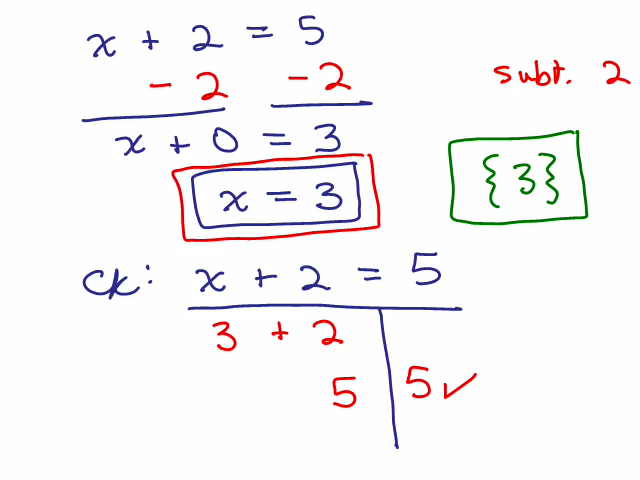 x + 2 = 5
- 2 - 2 subt. 2
x + 0 = 3
x = 3 {3}
ck: x + 2 = 5
3 + 2
5 5 ✓